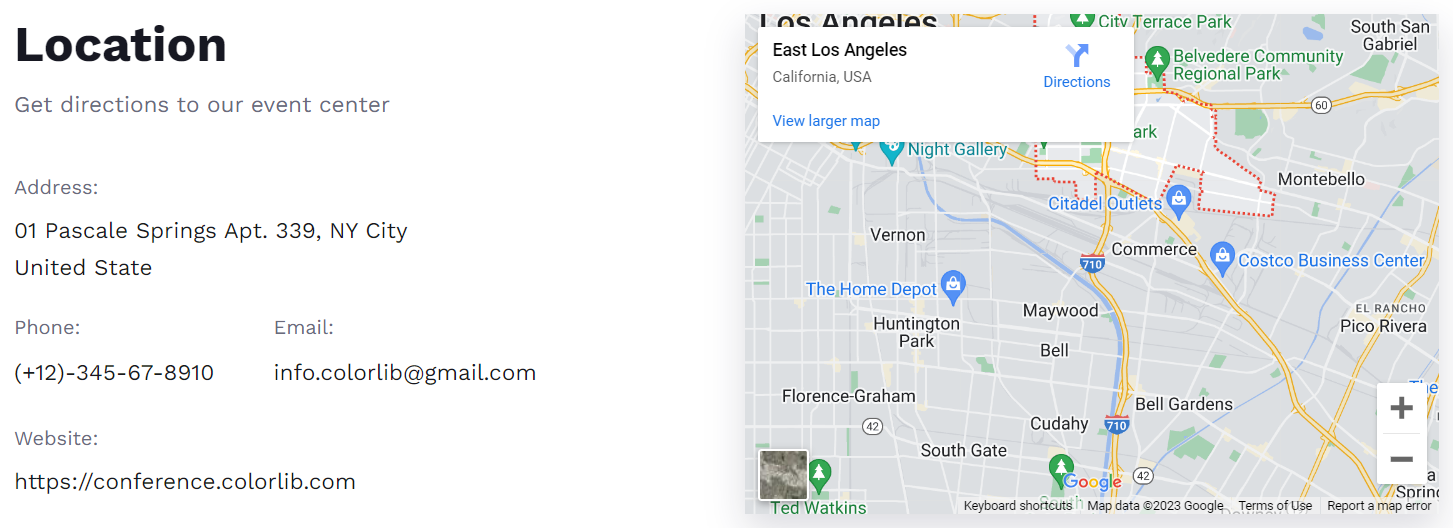 Location
Get directions to our event center
Address:
01 Pascale Springs Apt. 339, NY City
United State
Phone:
Email:
(+12)-345-67-8910
info.colorlib@gmail.com
Website:
https://conference.colorlib.com
Los Angeles
City Terrace Park
South San
Gabriel
East Los Angeles
California, USA
Directions
View larger map
Belvedere Community
Regional Park
60
ark
Night Gallery
Montebello
Citadel Outlets
Vernon
Commerce
710
Costco Business Center
The Home Depot
EL RANCHO
Pico Rivera
Maywood
Huntington
Park
Bell
The
Florence-Graham
Bell Gardens
Cudahy
710
42
South Gate
42
Google
South
Ted Watkins
Keyboard shortcuts
Map data ©2023 Google
Terms of Use
Report a map error